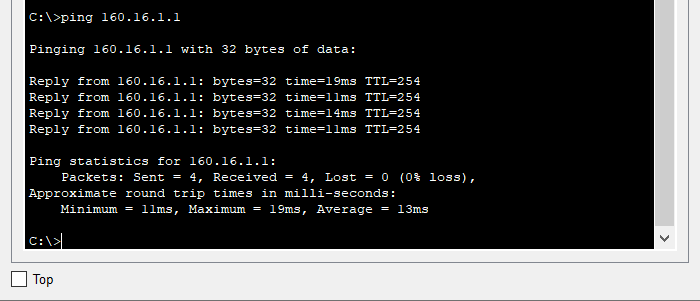 C:\>ping 160.16.1.1
Pinging 160.16.1.1 with 32 bytes of data:
Reply from 160.16.1.1: bytes=32 time=19ms TTL=254
Reply from 160.16.1.1: bytes=32 time=11ms TTL=254
Reply from 160.16.1.1: bytes=32 time=14ms TTL=254
Reply from 160.16.1.1: bytes=32 time=11ms TTL=254
Ping statistics for 160.16.1.1:
Packets: Sent = 4, Received = 4, Lost = 0 (0% loss),
Approximate round trip times in milli-seconds:
Minimum = 11ms, Maximum = 19ms, Average = 13ms
C:\>
Top